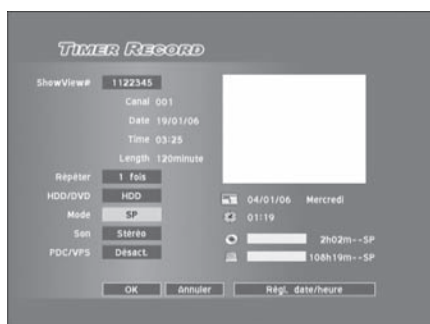 TIMER RECORD
ShowView# 1122345
Canal 001
Date 19/01/06
Time 03:25
Length 120minute
Répéter 1 fois
HDD/DVD HDD
Mode SP
Son Stéréo
PDC/VPS Désact.
04/01/06 Mercredi
01:19
2h02m--SP
108h19m--SP
OK Annuler Régl. date/heure